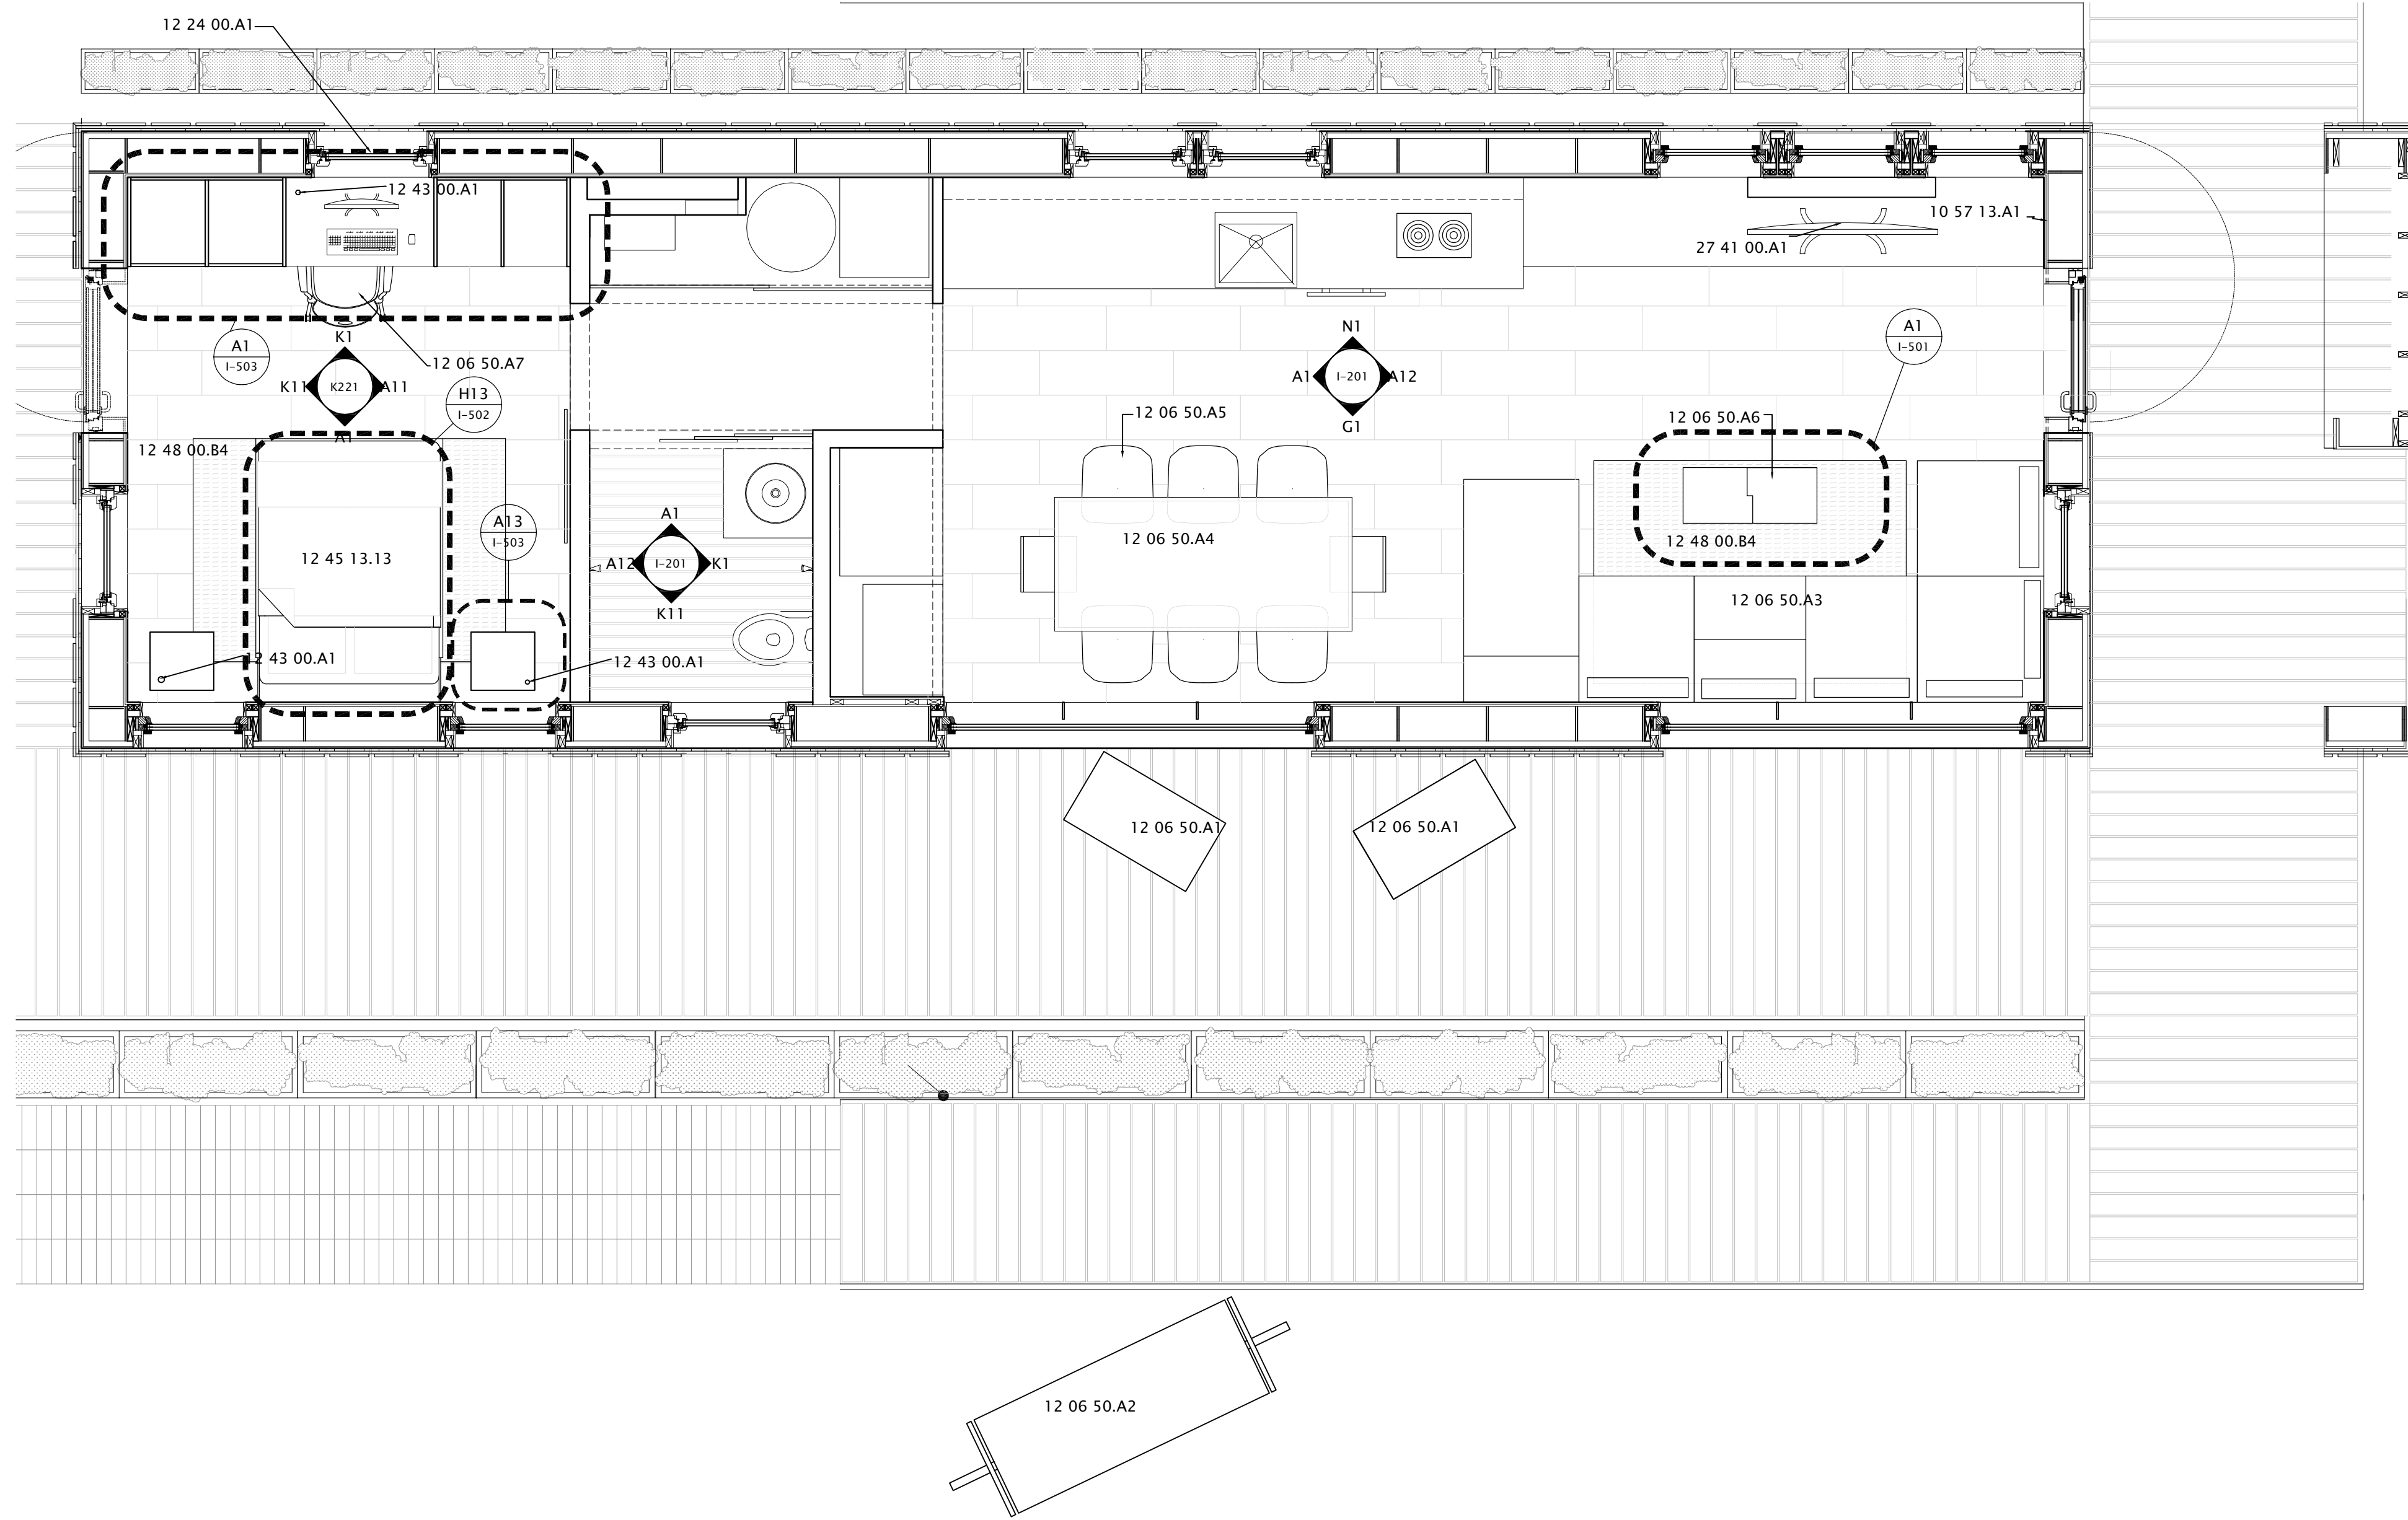 12 24 00.A1
12 43 00.A1
10 57 13.A1
27 41 00.A1
A1
I-503
K1
K11
K221
A11
A1
12 06 50.A7
H13
I-502
N1
A1
I-201
A12
G1
A1
I-501
12 06 50.A5
12 06 50.A6
12 48 00.B4
12 45 13.13
A13
I-503
A1
A12
I-201
K1
K11
12 06 50.A4
12 48 00.B4
12 06 50.A3
12 43 00.A1
12 43 00.A1
12 06 50.A1
12 06 50.A1
12 06 50.A2